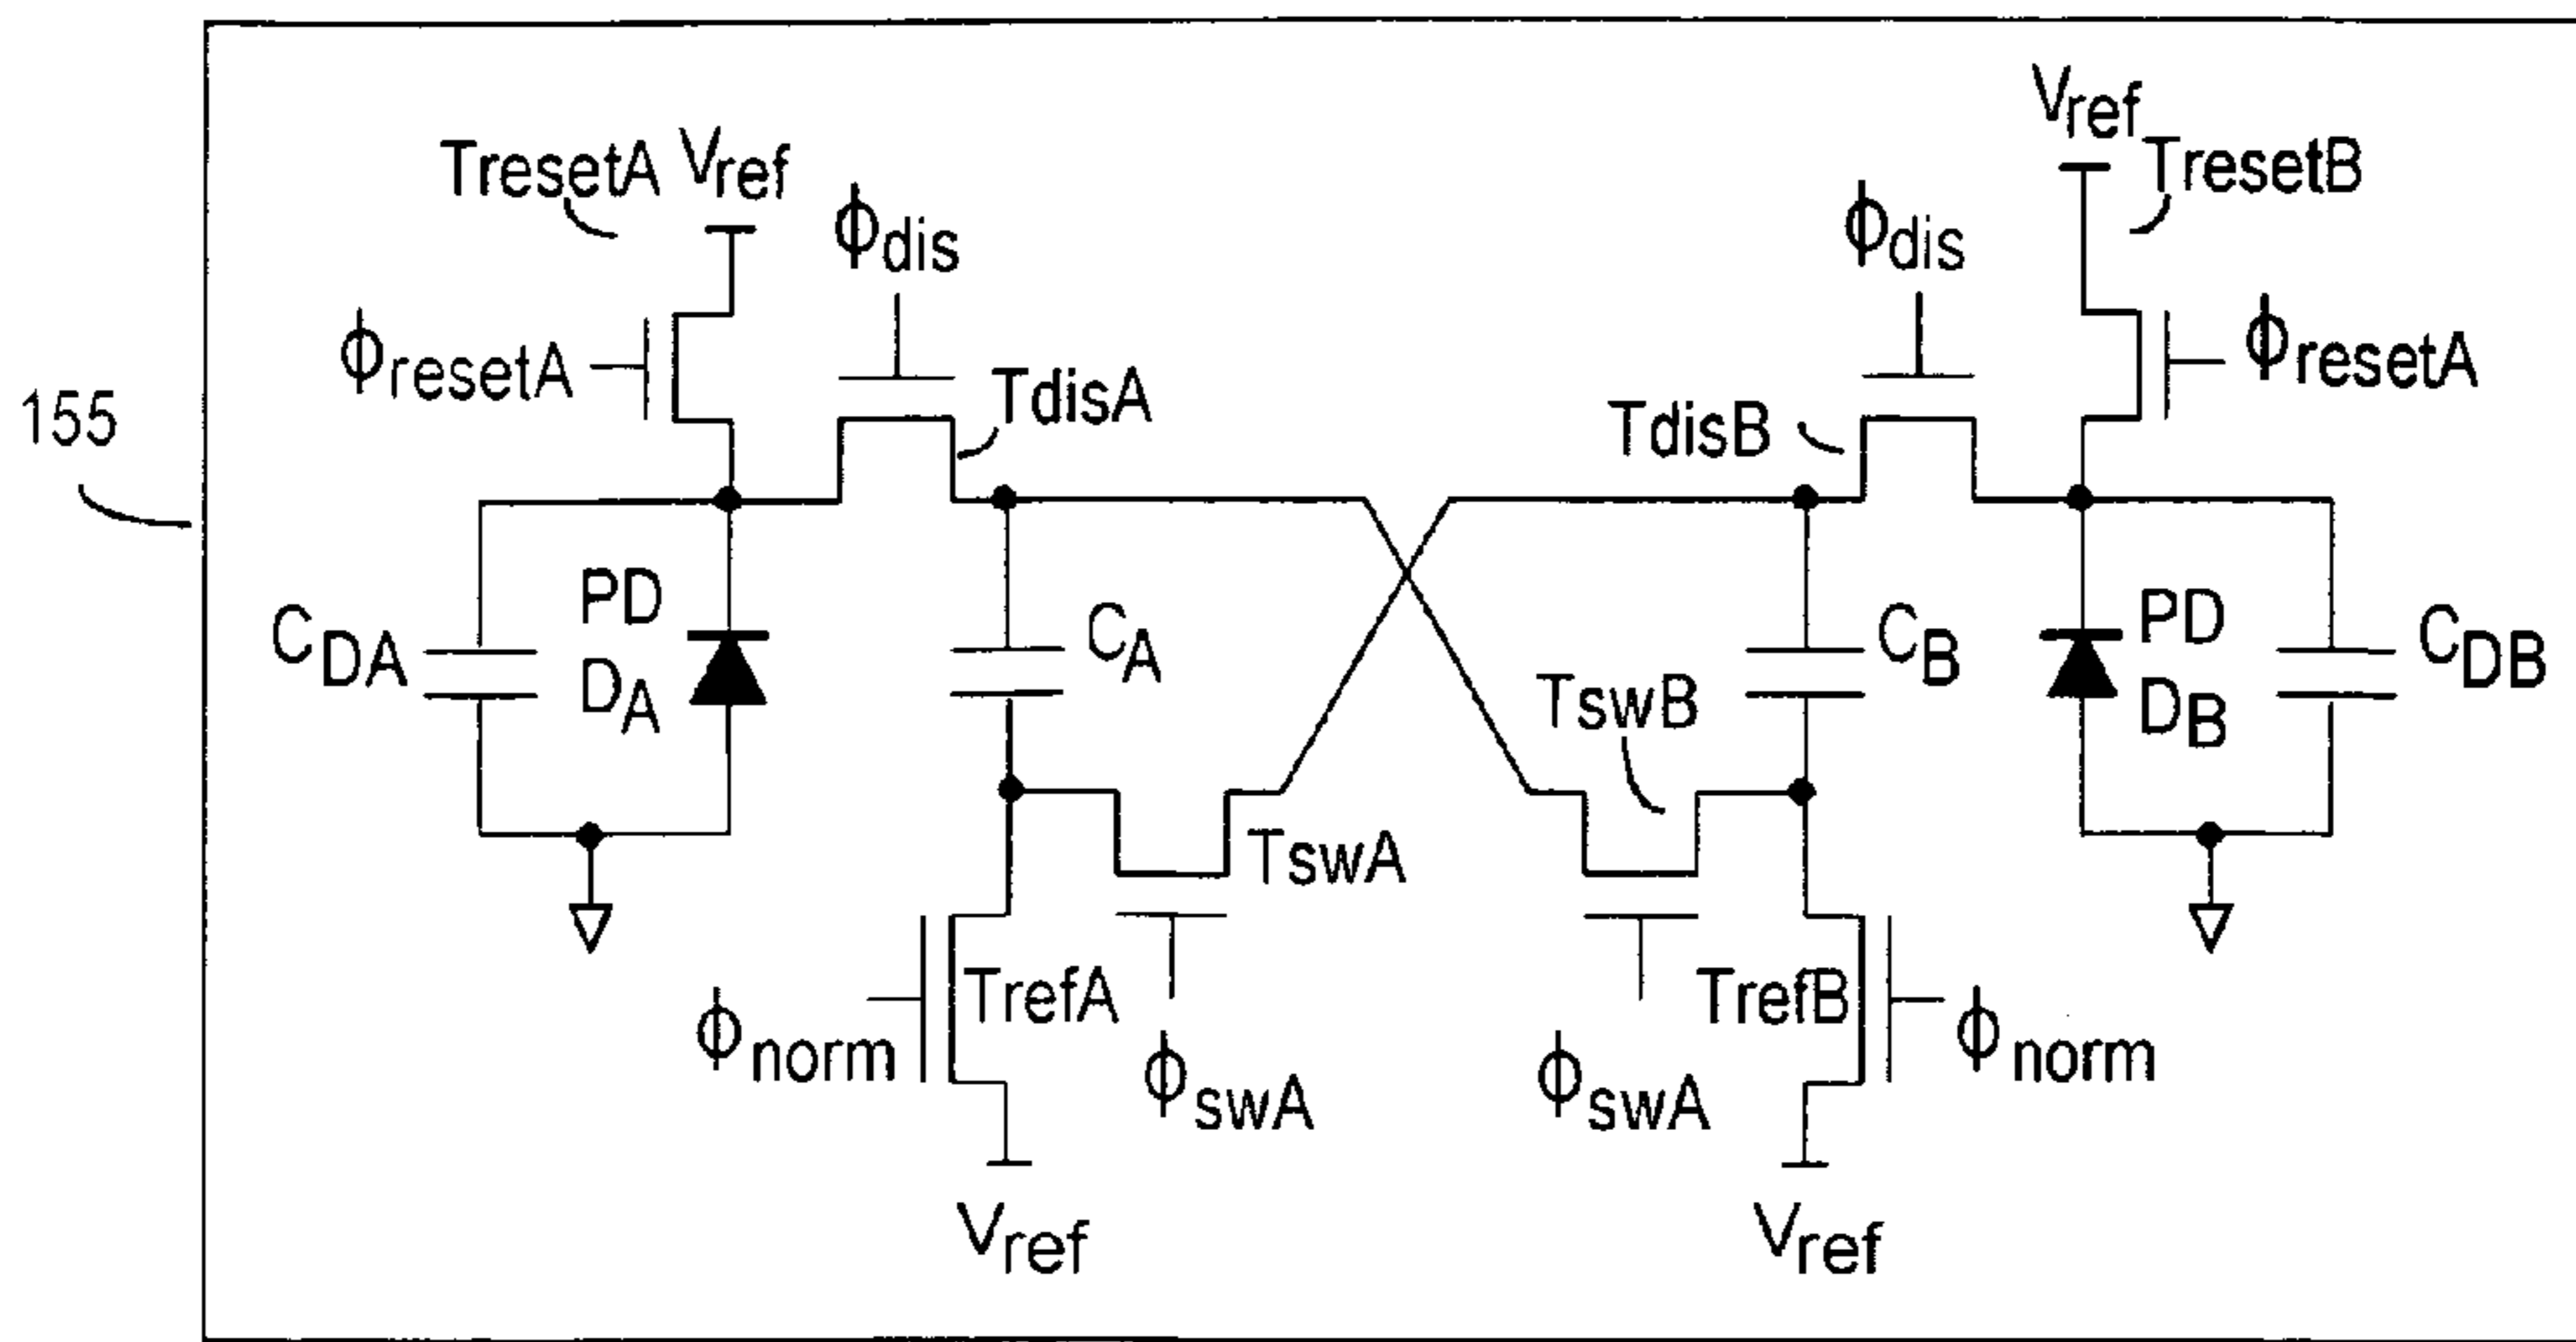 Vref
TresetA Vref
TresetB
ϕdis
ϕdis
ϕresetA
ϕresetA
155
TdisA
TdisB
CDA
PD
DA
CA
CB
PD
DB
CDB
TswB
TswA
TrefA
TrefB
ϕnorm
ϕswA
ϕswA
ϕnorm
Vref
Vref